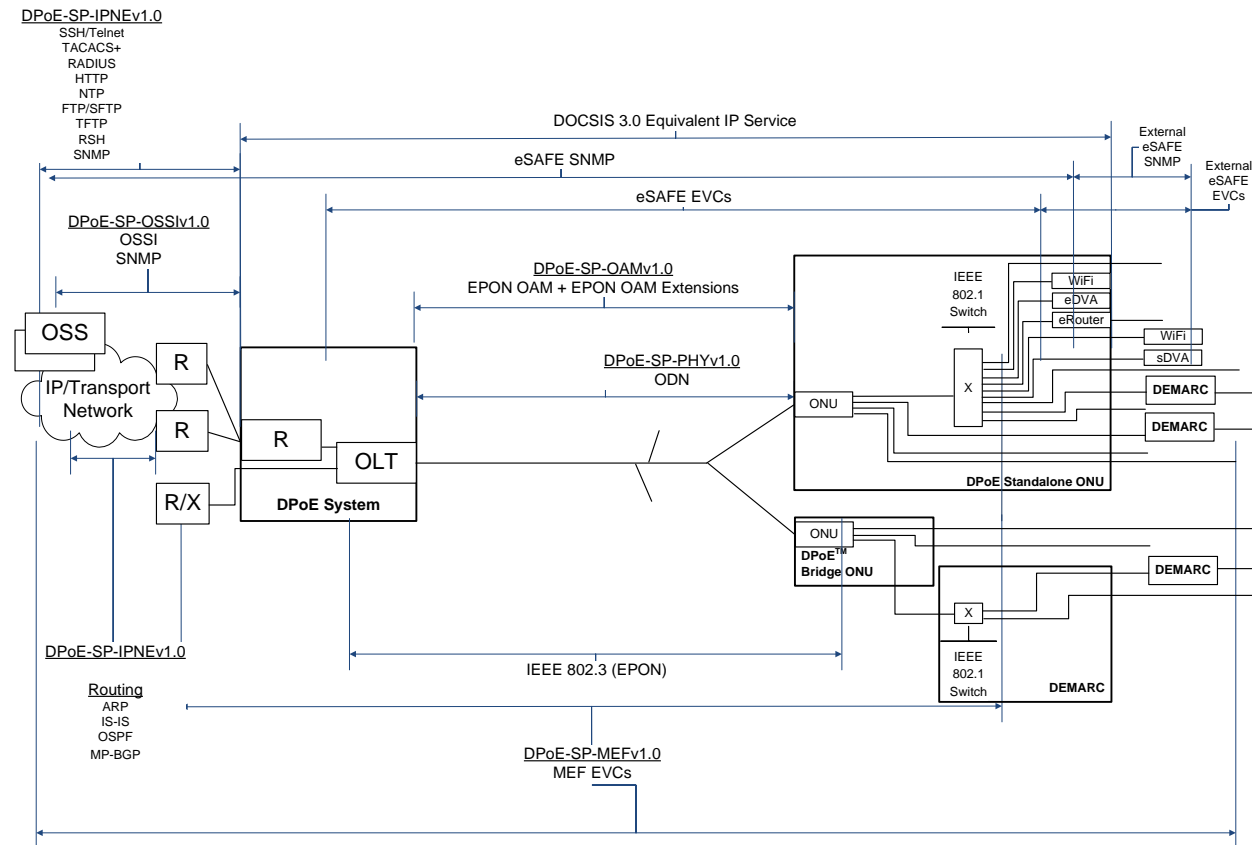 DPoE-SP-IPNEv1.0
SSH/Telnet
TACACS+
RADIUS
HTTP
NTP
FTP/SFTP
TFTP
RSH
SNMP
DOCSIS 3.0 Equivalent IP Service
External
eSAFE
SNMP
eSAFE SNMP
External
eSAFE
EVCs
eSAFE EVCs
DPoE-SP-OSSIv1.0
OSSI
SNMP
DPoE-SP-OAMv1.0
EPON OAM + EPON OAM Extensions
IEEE
802.1
Switch
WiFi
eDVA
eRouter
OSS
WiFi
sDVA
R
DPoE-SP-PHYv1.0
ODN
IP/Transport
Network
X
DEMARC
ONU
R
R
DEMARC
OLT
DPoE Standalone ONU
R/X
DPoE System
ONU
DPoE™
Bridge ONU
DEMARC
X
DPoE-SP-IPNEv1.0
IEEE 802.3 (EPON)
IEEE
802.1
Switch
DEMARC
Routing
ARP
IS-IS
OSPF
MP-BGP
DPoE-SP-MEFv1.0
MEF EVCs